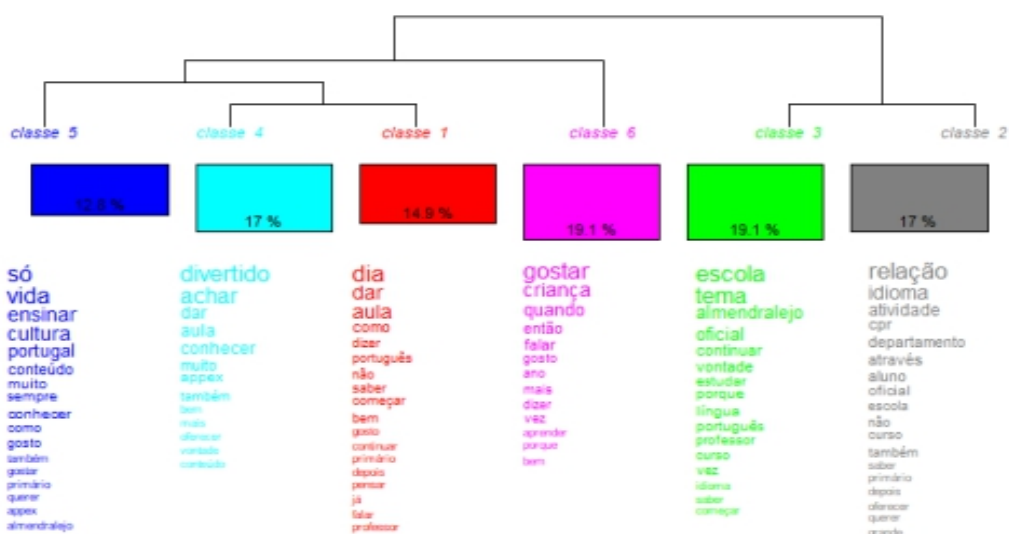 classe 5
classe 4
classe 1
classe 6
classe 3
classe 2
17 %
14.9 %
19.1 %
19.1 %
17 %
só
vida
ensinar
cultura
portugal
conteúdo
muito
sempre
conhecer
como
gosto
também
gostar
primário
querer
appex
almendralejo
divertido
achar
dar
aula
conhecer
muito
appex
também
bem
mais
oferecer
vontade
conteúdo
dia
dar
aula
como
dizer
português
não
saber
começar
bem
gosto
continuar
primário
depois
pensar
já
falar
professor
gostar
criança
quando
então
falar
gosto
ano
mais
dizer
vez
aprender
porque
bem
escola
tema
almendralejo
oficial
continuar
vontade
estudar
porque
língua
português
professor
curso
vez
idioma
saber
começar
relação
idioma
atividade
cpr
departamento
através
aluno
oficial
escola
não
curso
também
saber
primário
depois
oferecer
querer